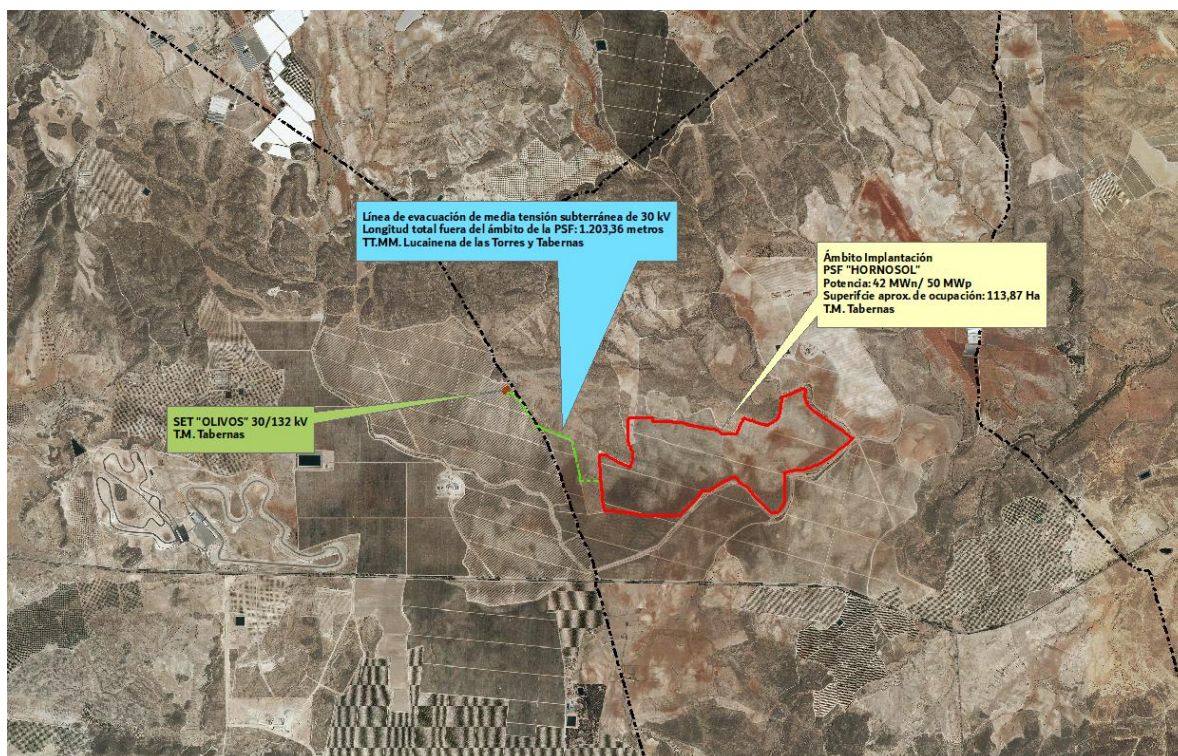 Línea de evacuación de media tensión subterránea de 30 kV
Longitud total fuera del ámbito de la PSF: 1.203,36 metros
TT.MM. Lucainena de las Torres y Tabernas
Ámbito Implantación
PSF "HORNOSOL"
Potencia: 42 MWn/ 50 MWp
Superifcie aprox. de ocupación: 113,87 Ha
T.M. Tabernas
SET "OLIVOS" 30/132 kV
T.M. Tabernas